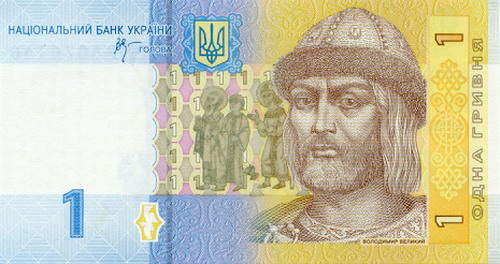 НАЦІОНАЛЬНИЙ БАНК УКРАЇНИ
ГОЛОВА
1
1
ОДНА ГРИВНЯ
1
ВОЛОДИМИР ВЕЛИКИЙ